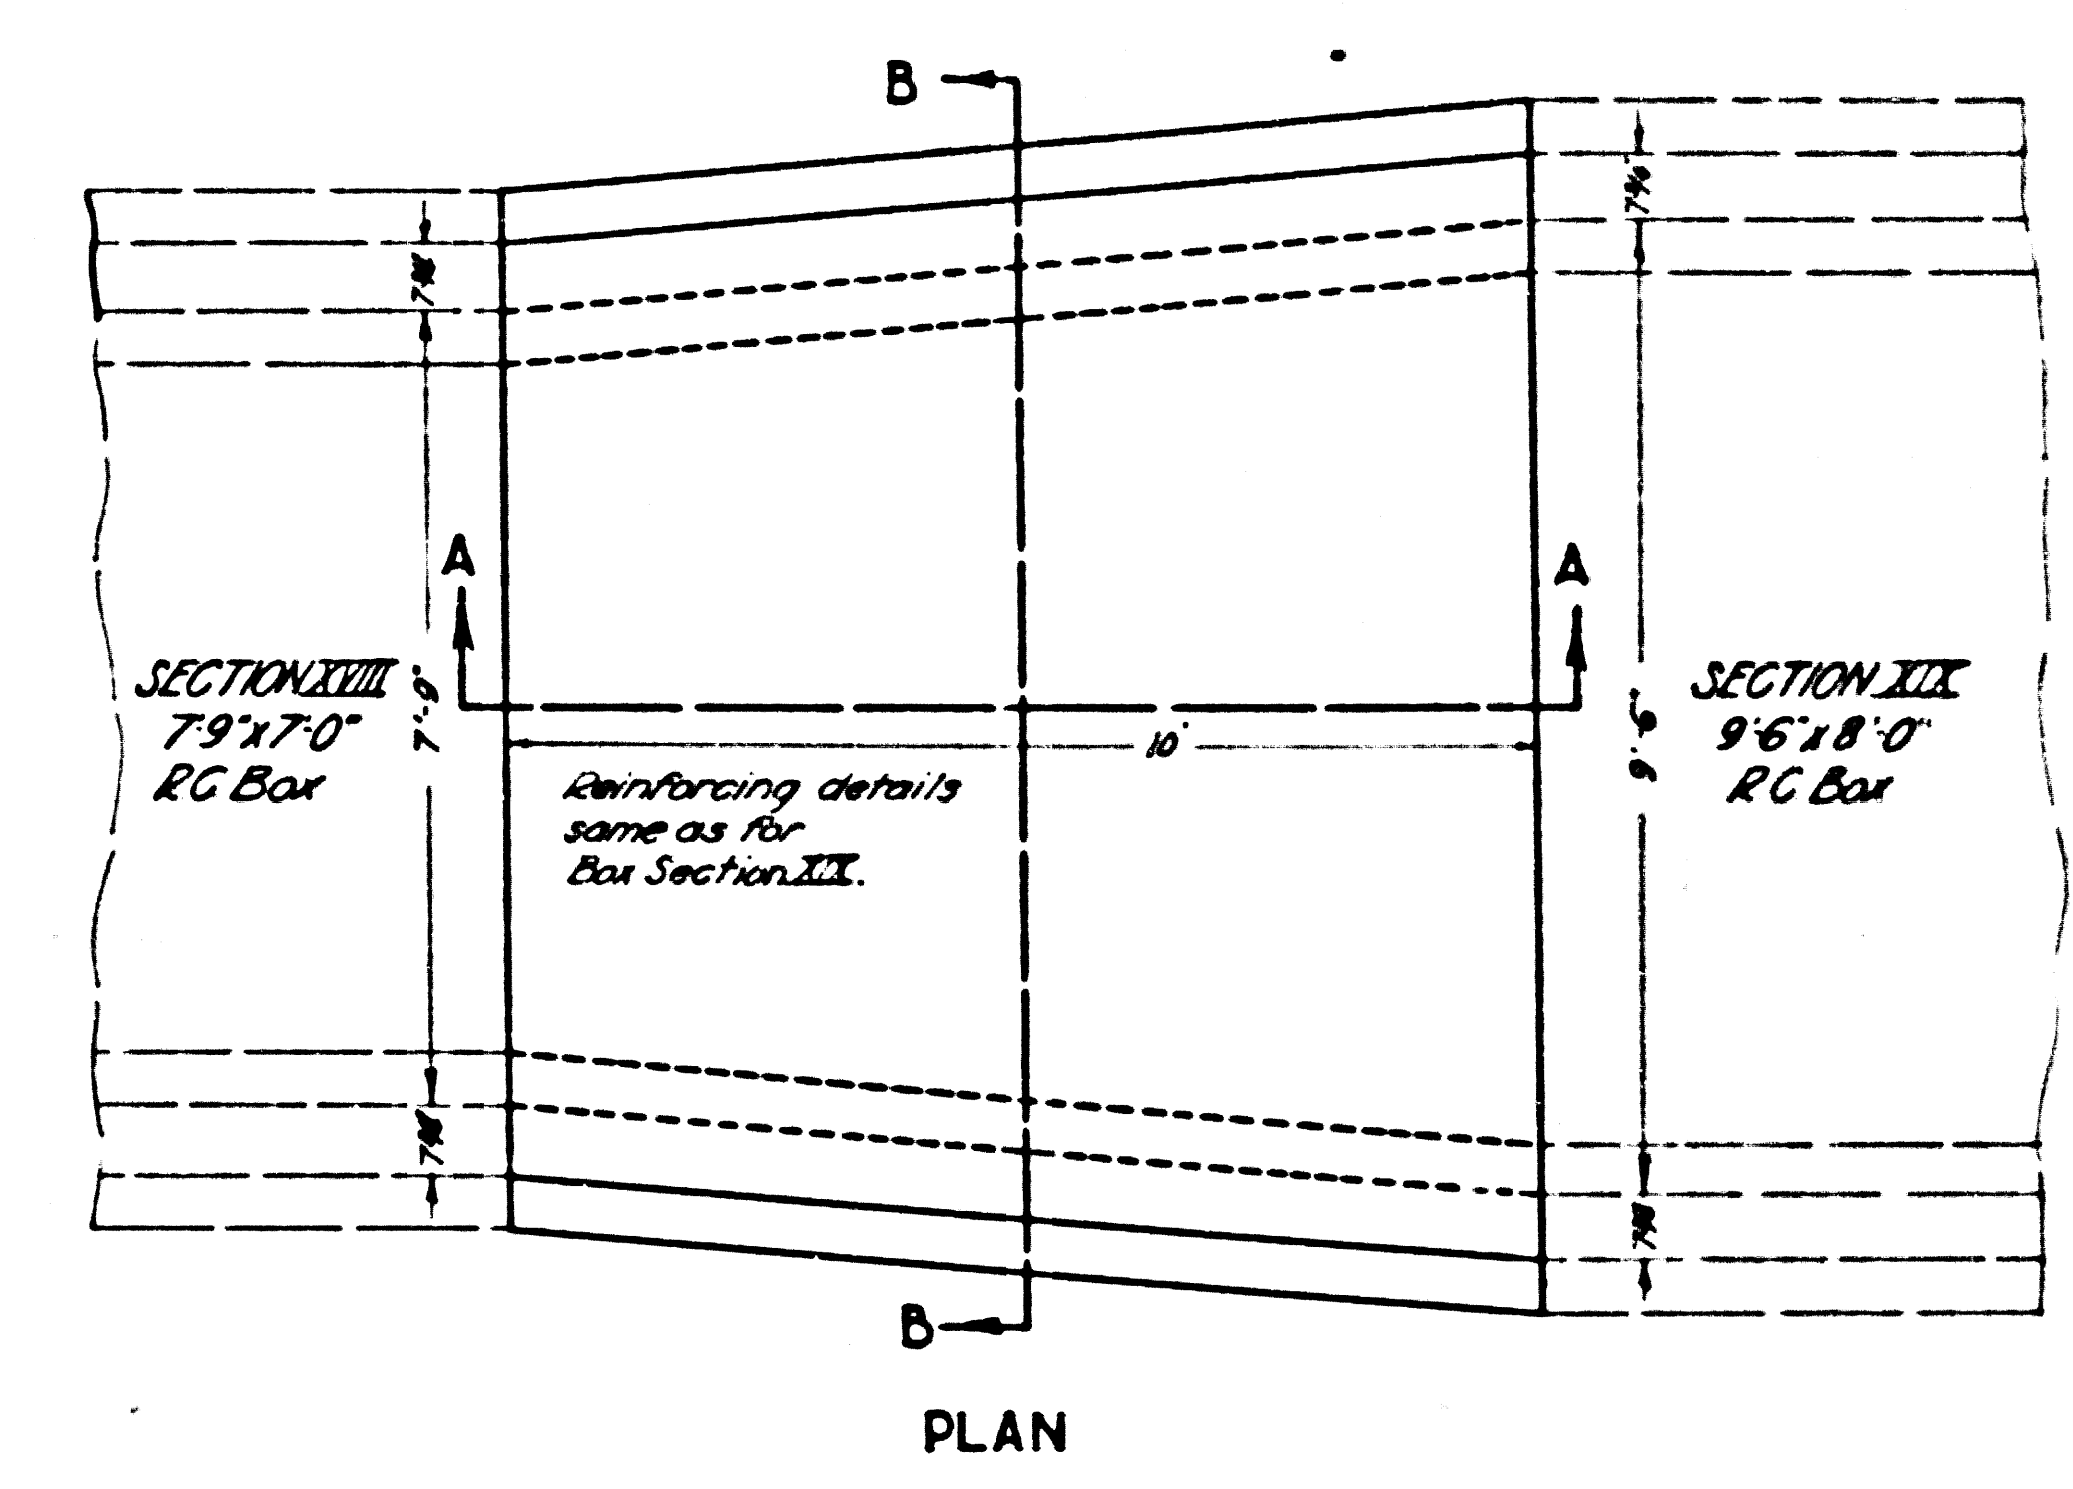 B
A
A
SECTION XVIII
7'-9" x 7'-0"
RC Box
7'-9"
10'
9'-6"
SECTION XIX
9'-6" x 8'-0"
RC Box
Reinforcing details
same as for
Box Section XIX.
B
PLAN